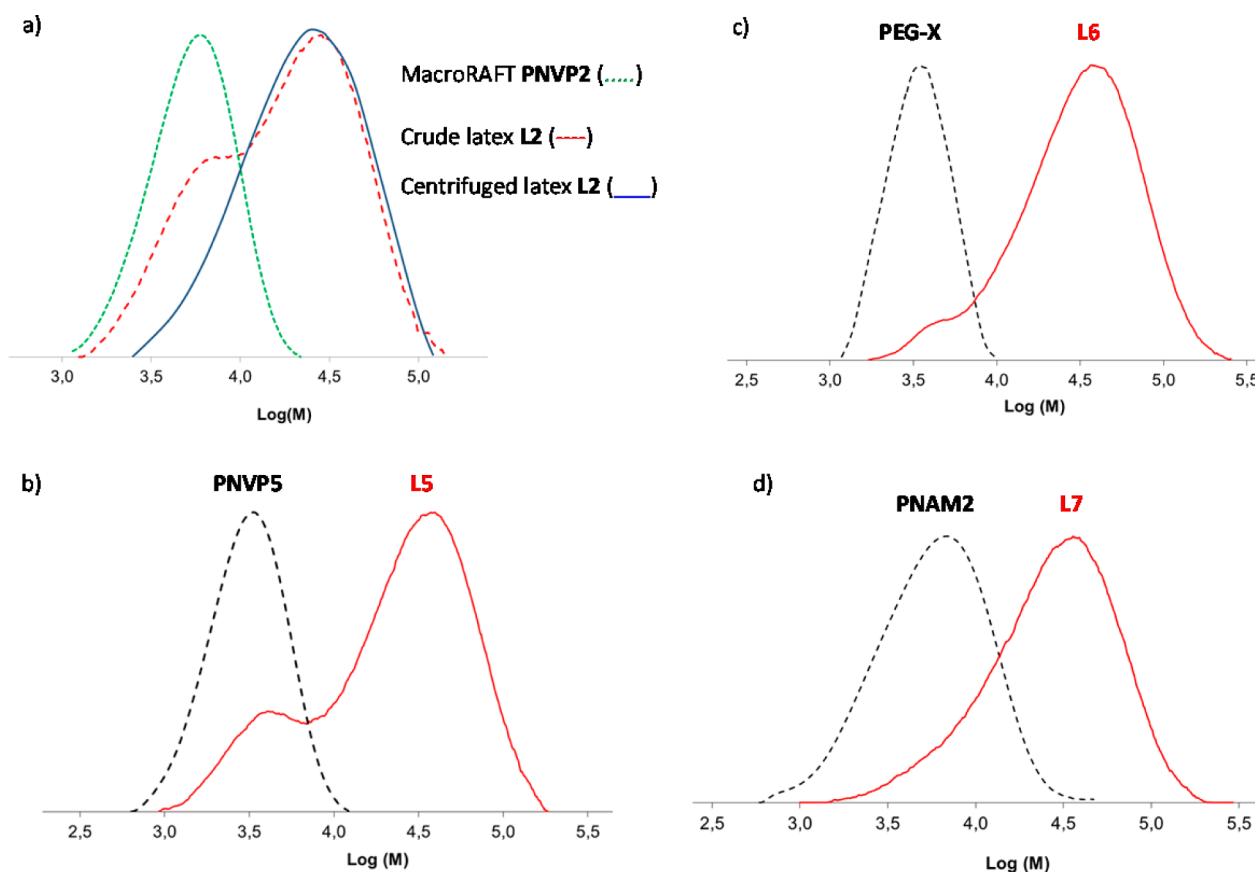 a)
MacroRAFT PNVP2 (.....)
Crude latex L2 (----)
Centrifuged latex L2 (___)
3,0 3,5 4,0 4,5 5,0
Log(M)
c)
PEG-X L6
2,5 3,0 3,5 4,0 4,5 5,0 5,5
Log (M)
b)
PNVP5 L5
2,5 3,0 3,5 4,0 4,5 5,0 5,5
Log (M)
d)
PNAM2 L7
2,5 3,0 3,5 4,0 4,5 5,0 5,5
Log (M)